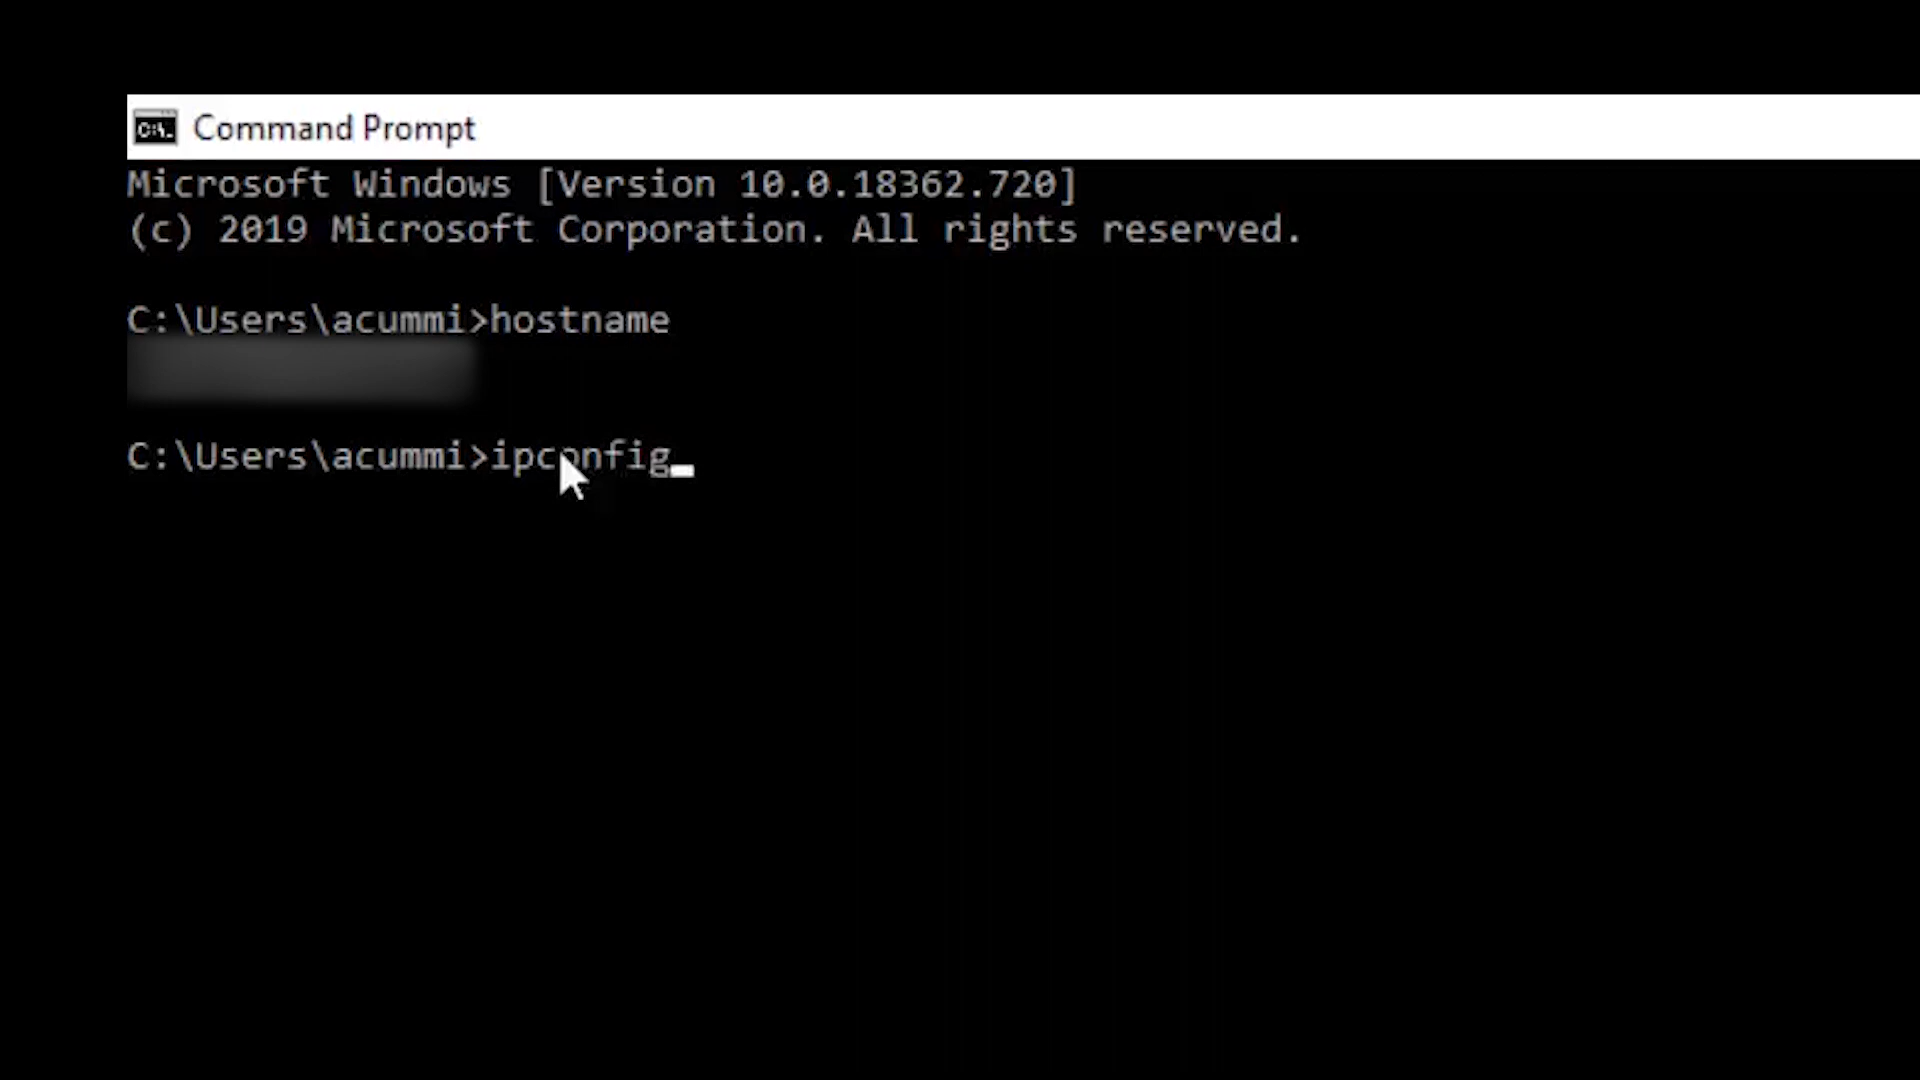 Command Prompt
Microsoft Windows [Version 10.0.18362.720]
(c) 2019 Microsoft Corporation. All rights reserved.
C:\Users\acummi>hostname
C:\Users\acummi>ipconfig